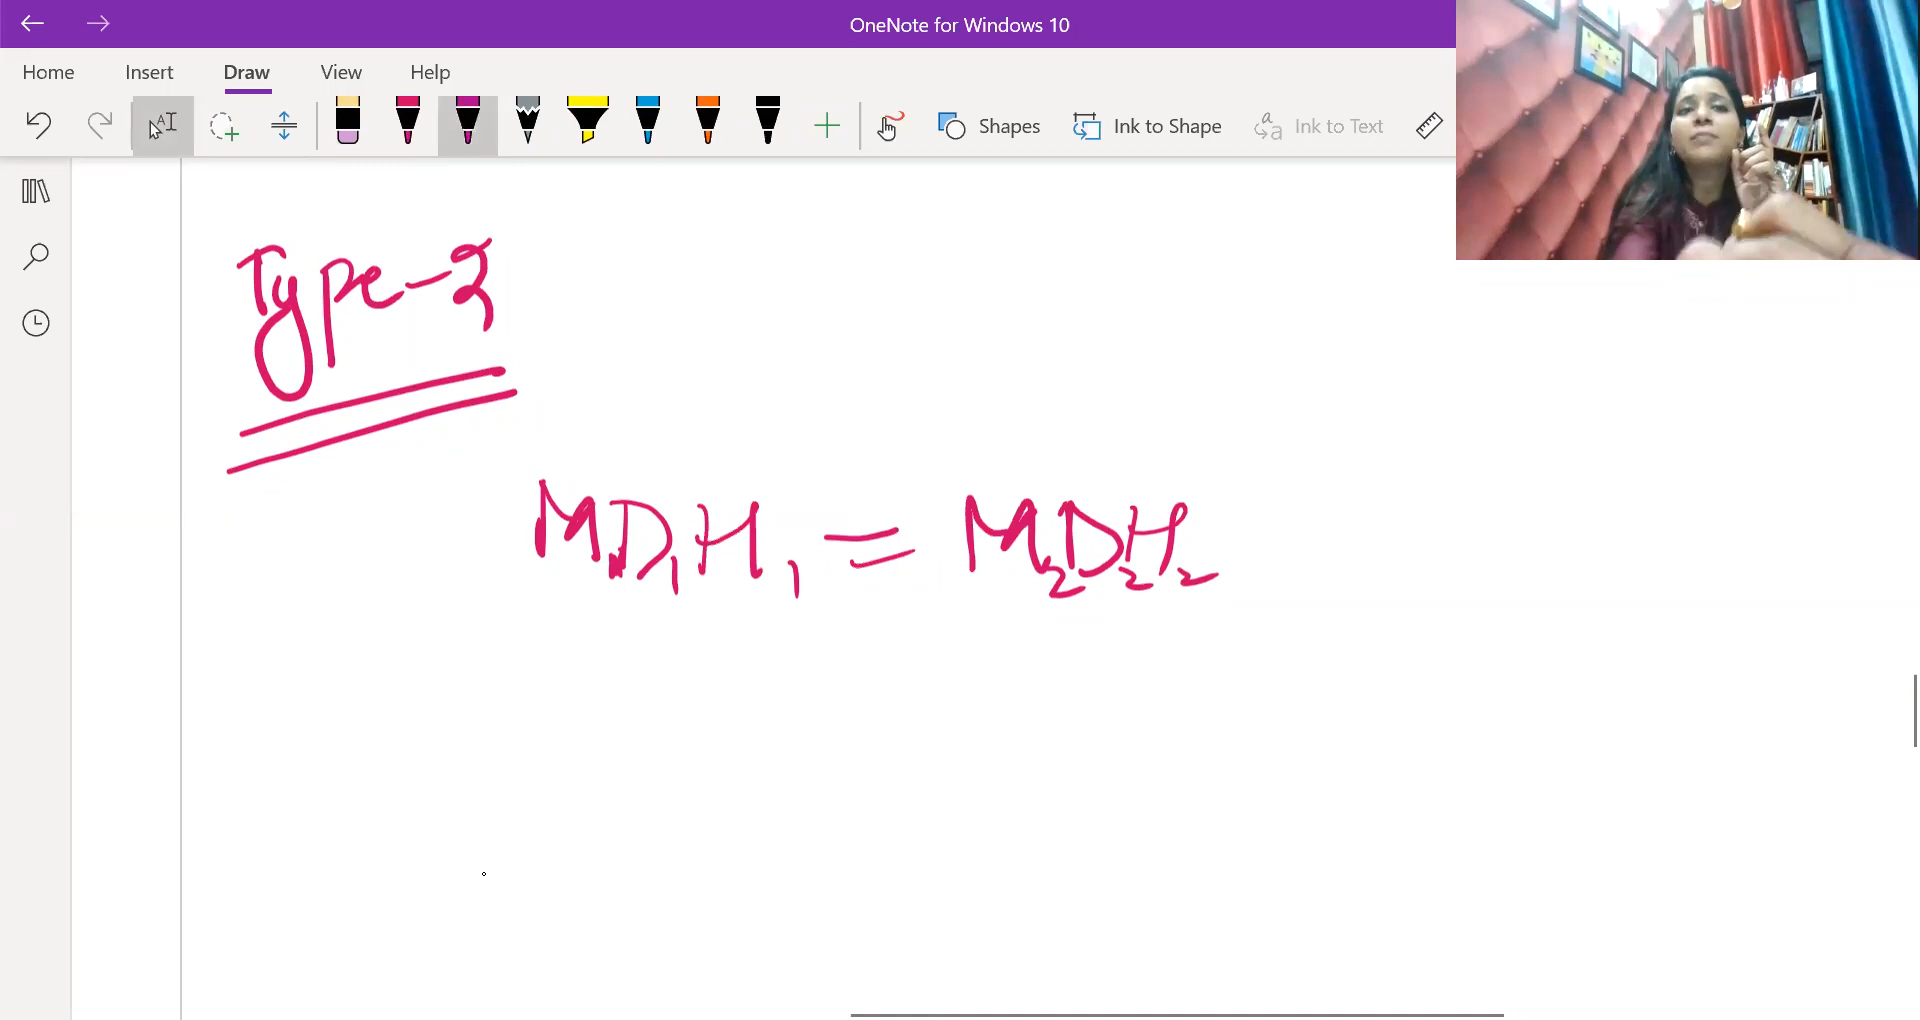 OneNote for Windows 10
Home Insert Draw View Help
Shapes Ink to Shape Ink to Text
Type-2
M₁D₁H₁ = M₂D₂H₂